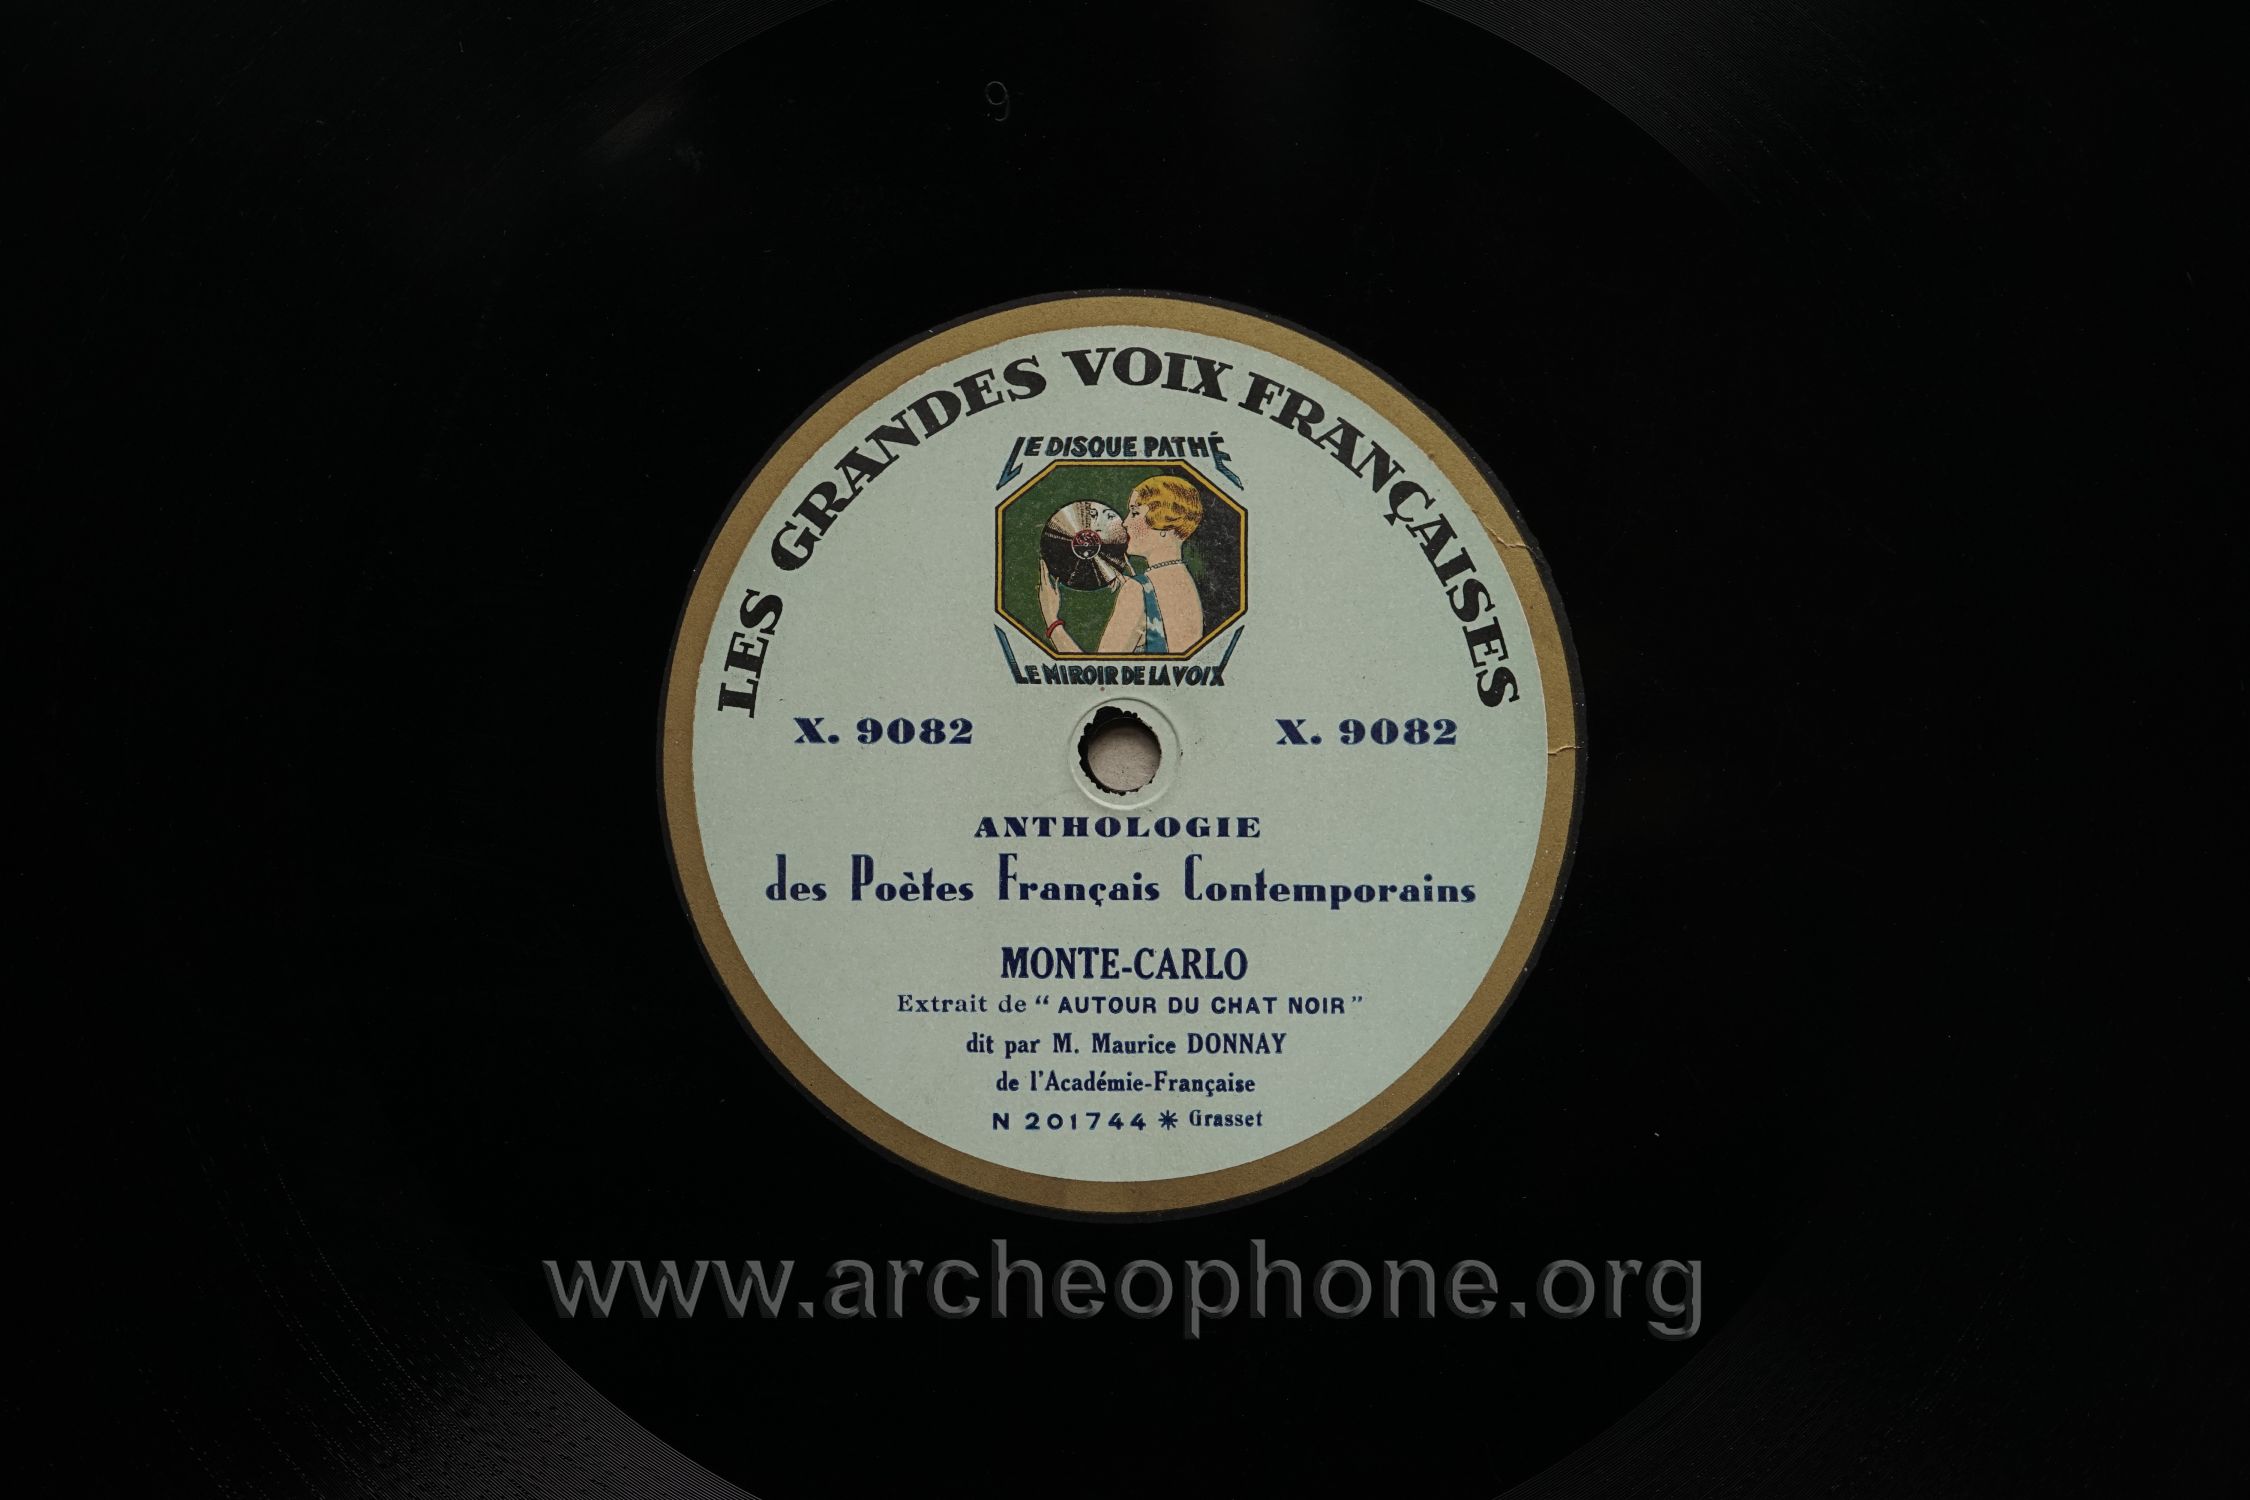 9
LES GRANDES VOIX FRANÇAISES
LE DISQUE PATHÉ
LE MIROIR DE LA VOIX
X. 9082 X. 9082
ANTHOLOGIE
des Poètes Français Contemporains
MONTE-CARLO
Extrait de “ AUTOUR DU CHAT NOIR ”
dit par M. Maurice DONNAY
de l'Académie-Française
N 201744 * Grasset
www.archeophone.org